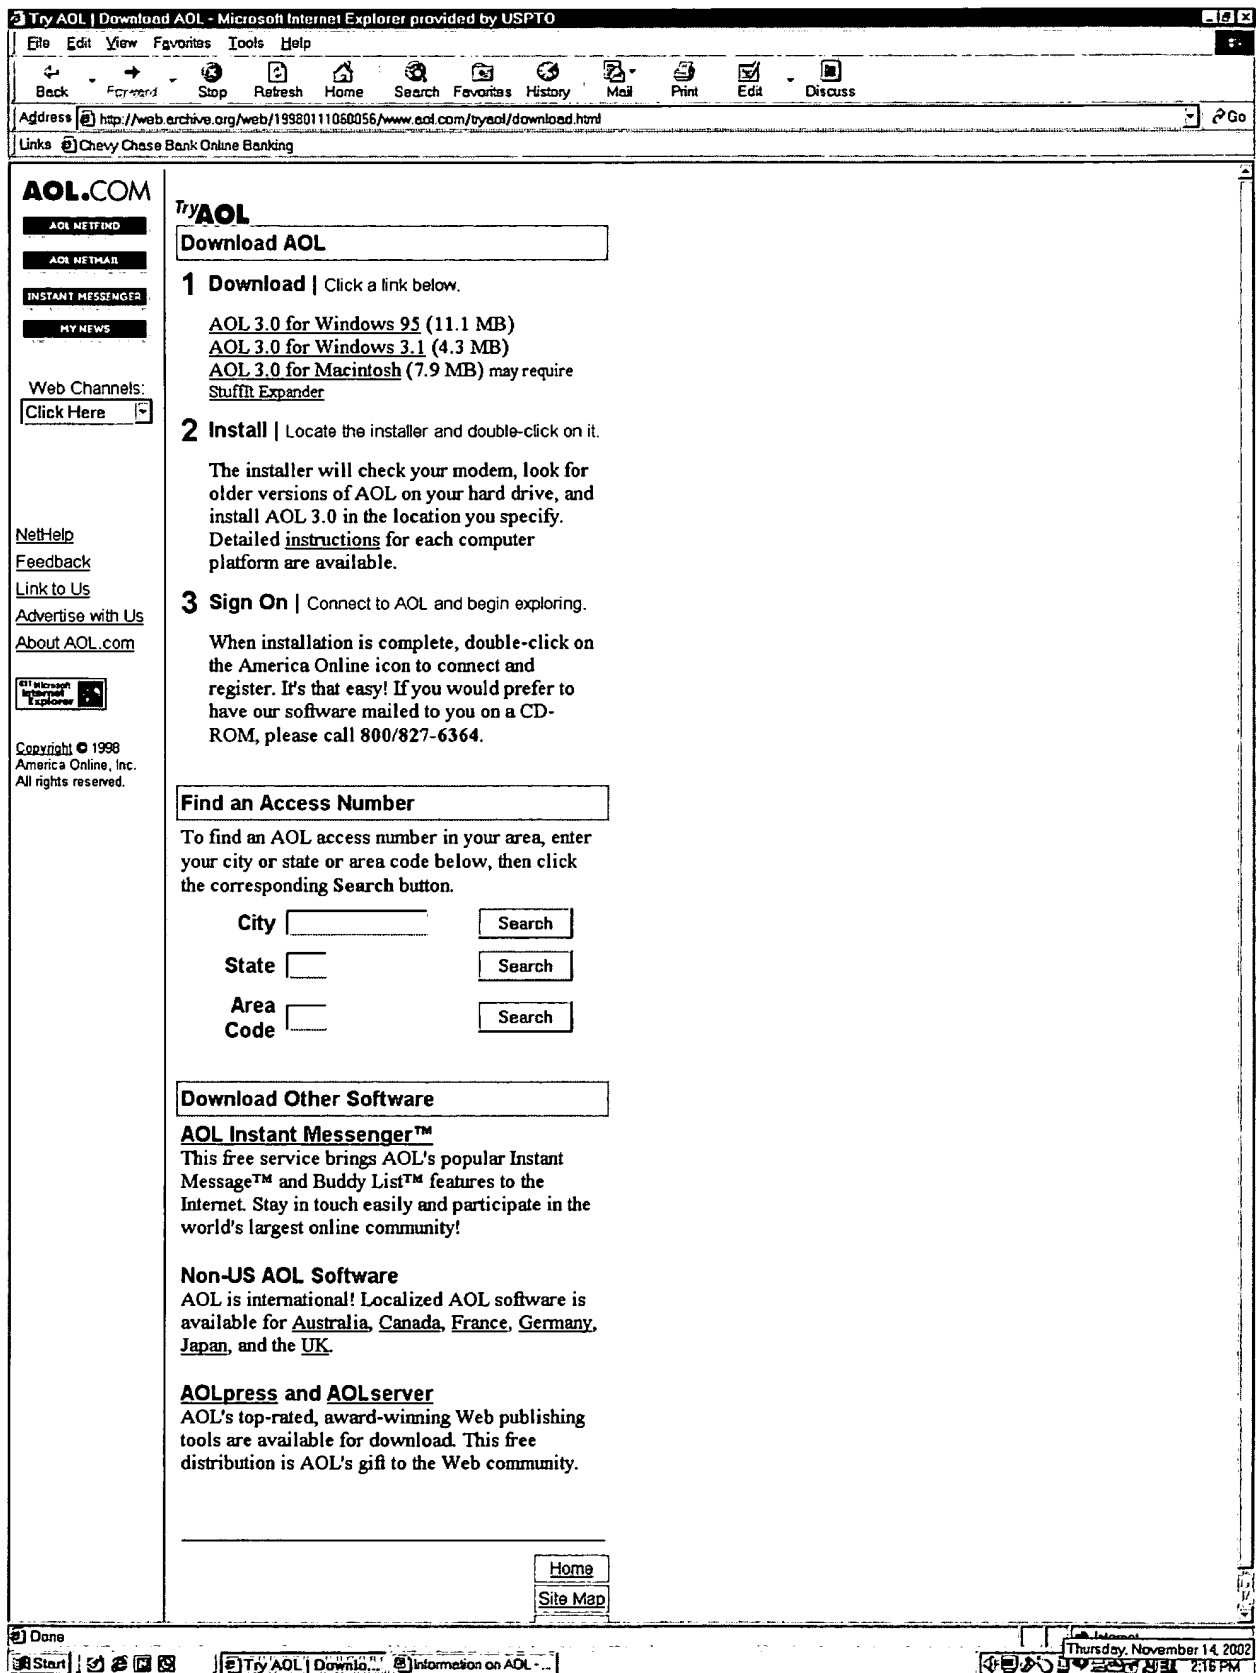 Try AOL | Download AOL - Microsoft Internet Explorer provided by USPTO
File Edit View Favorites Tools Help
Back Forward Stop Refresh Home Search Favorites History Mail Print Edit Discuss
Address http://web.archive.org/web/19980111060056/www.aol.com/tryaol/download.html Go
Links Chevy Chase Bank Online Banking
AOL.COM
AOL NETFIND
AOL NETMAIL
INSTANT MESSENGER
MY NEWS
Web Channels:
Click Here
NetHelp
Feedback
Link to Us
Advertise with Us
About AOL.com
Microsoft
Internet
Explorer
Copyright © 1998
America Online, Inc.
All rights reserved.
Try AOL
Download AOL
1 Download | Click a link below.
AOL 3.0 for Windows 95 (11.1 MB)
AOL 3.0 for Windows 3.1 (4.3 MB)
AOL 3.0 for Macintosh (7.9 MB) may require
StuffIt Expander
2 Install | Locate the installer and double-click on it.
The installer will check your modem, look for
older versions of AOL on your hard drive, and
install AOL 3.0 in the location you specify.
Detailed instructions for each computer
platform are available.
3 Sign On | Connect to AOL and begin exploring.
When installation is complete, double-click on
the America Online icon to connect and
register. It's that easy! If you would prefer to
have our software mailed to you on a CD-
ROM, please call 800/827-6364.
Find an Access Number
To find an AOL access number in your area, enter
your city or state or area code below, then click
the corresponding Search button.
City Search
State Search
Area
Code Search
Download Other Software
AOL Instant Messenger™
This free service brings AOL's popular Instant
Message™ and Buddy List™ features to the
Internet. Stay in touch easily and participate in the
world's largest online community!
Non-US AOL Software
AOL is international! Localized AOL software is
available for Australia, Canada, France, Germany,
Japan, and the UK.
AOLpress and AOLserver
AOL's top-rated, award-winning Web publishing
tools are available for download. This free
distribution is AOL's gift to the Web community.
Home
Site Map
Done
Thursday, November 14, 2002
Start Try AOL | Downlo... Information on AOL - ... 2:16 PM